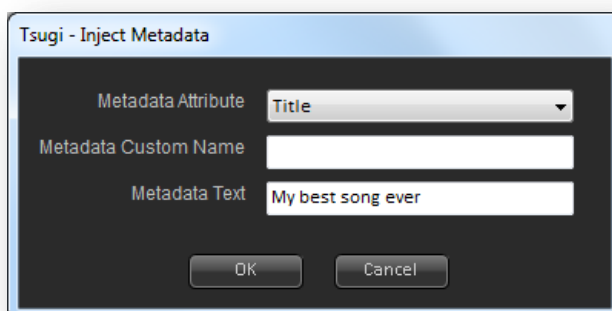 Tsugi - Inject Metadata
Metadata Attribute Title
Metadata Custom Name
Metadata Text My best song ever
OK Cancel